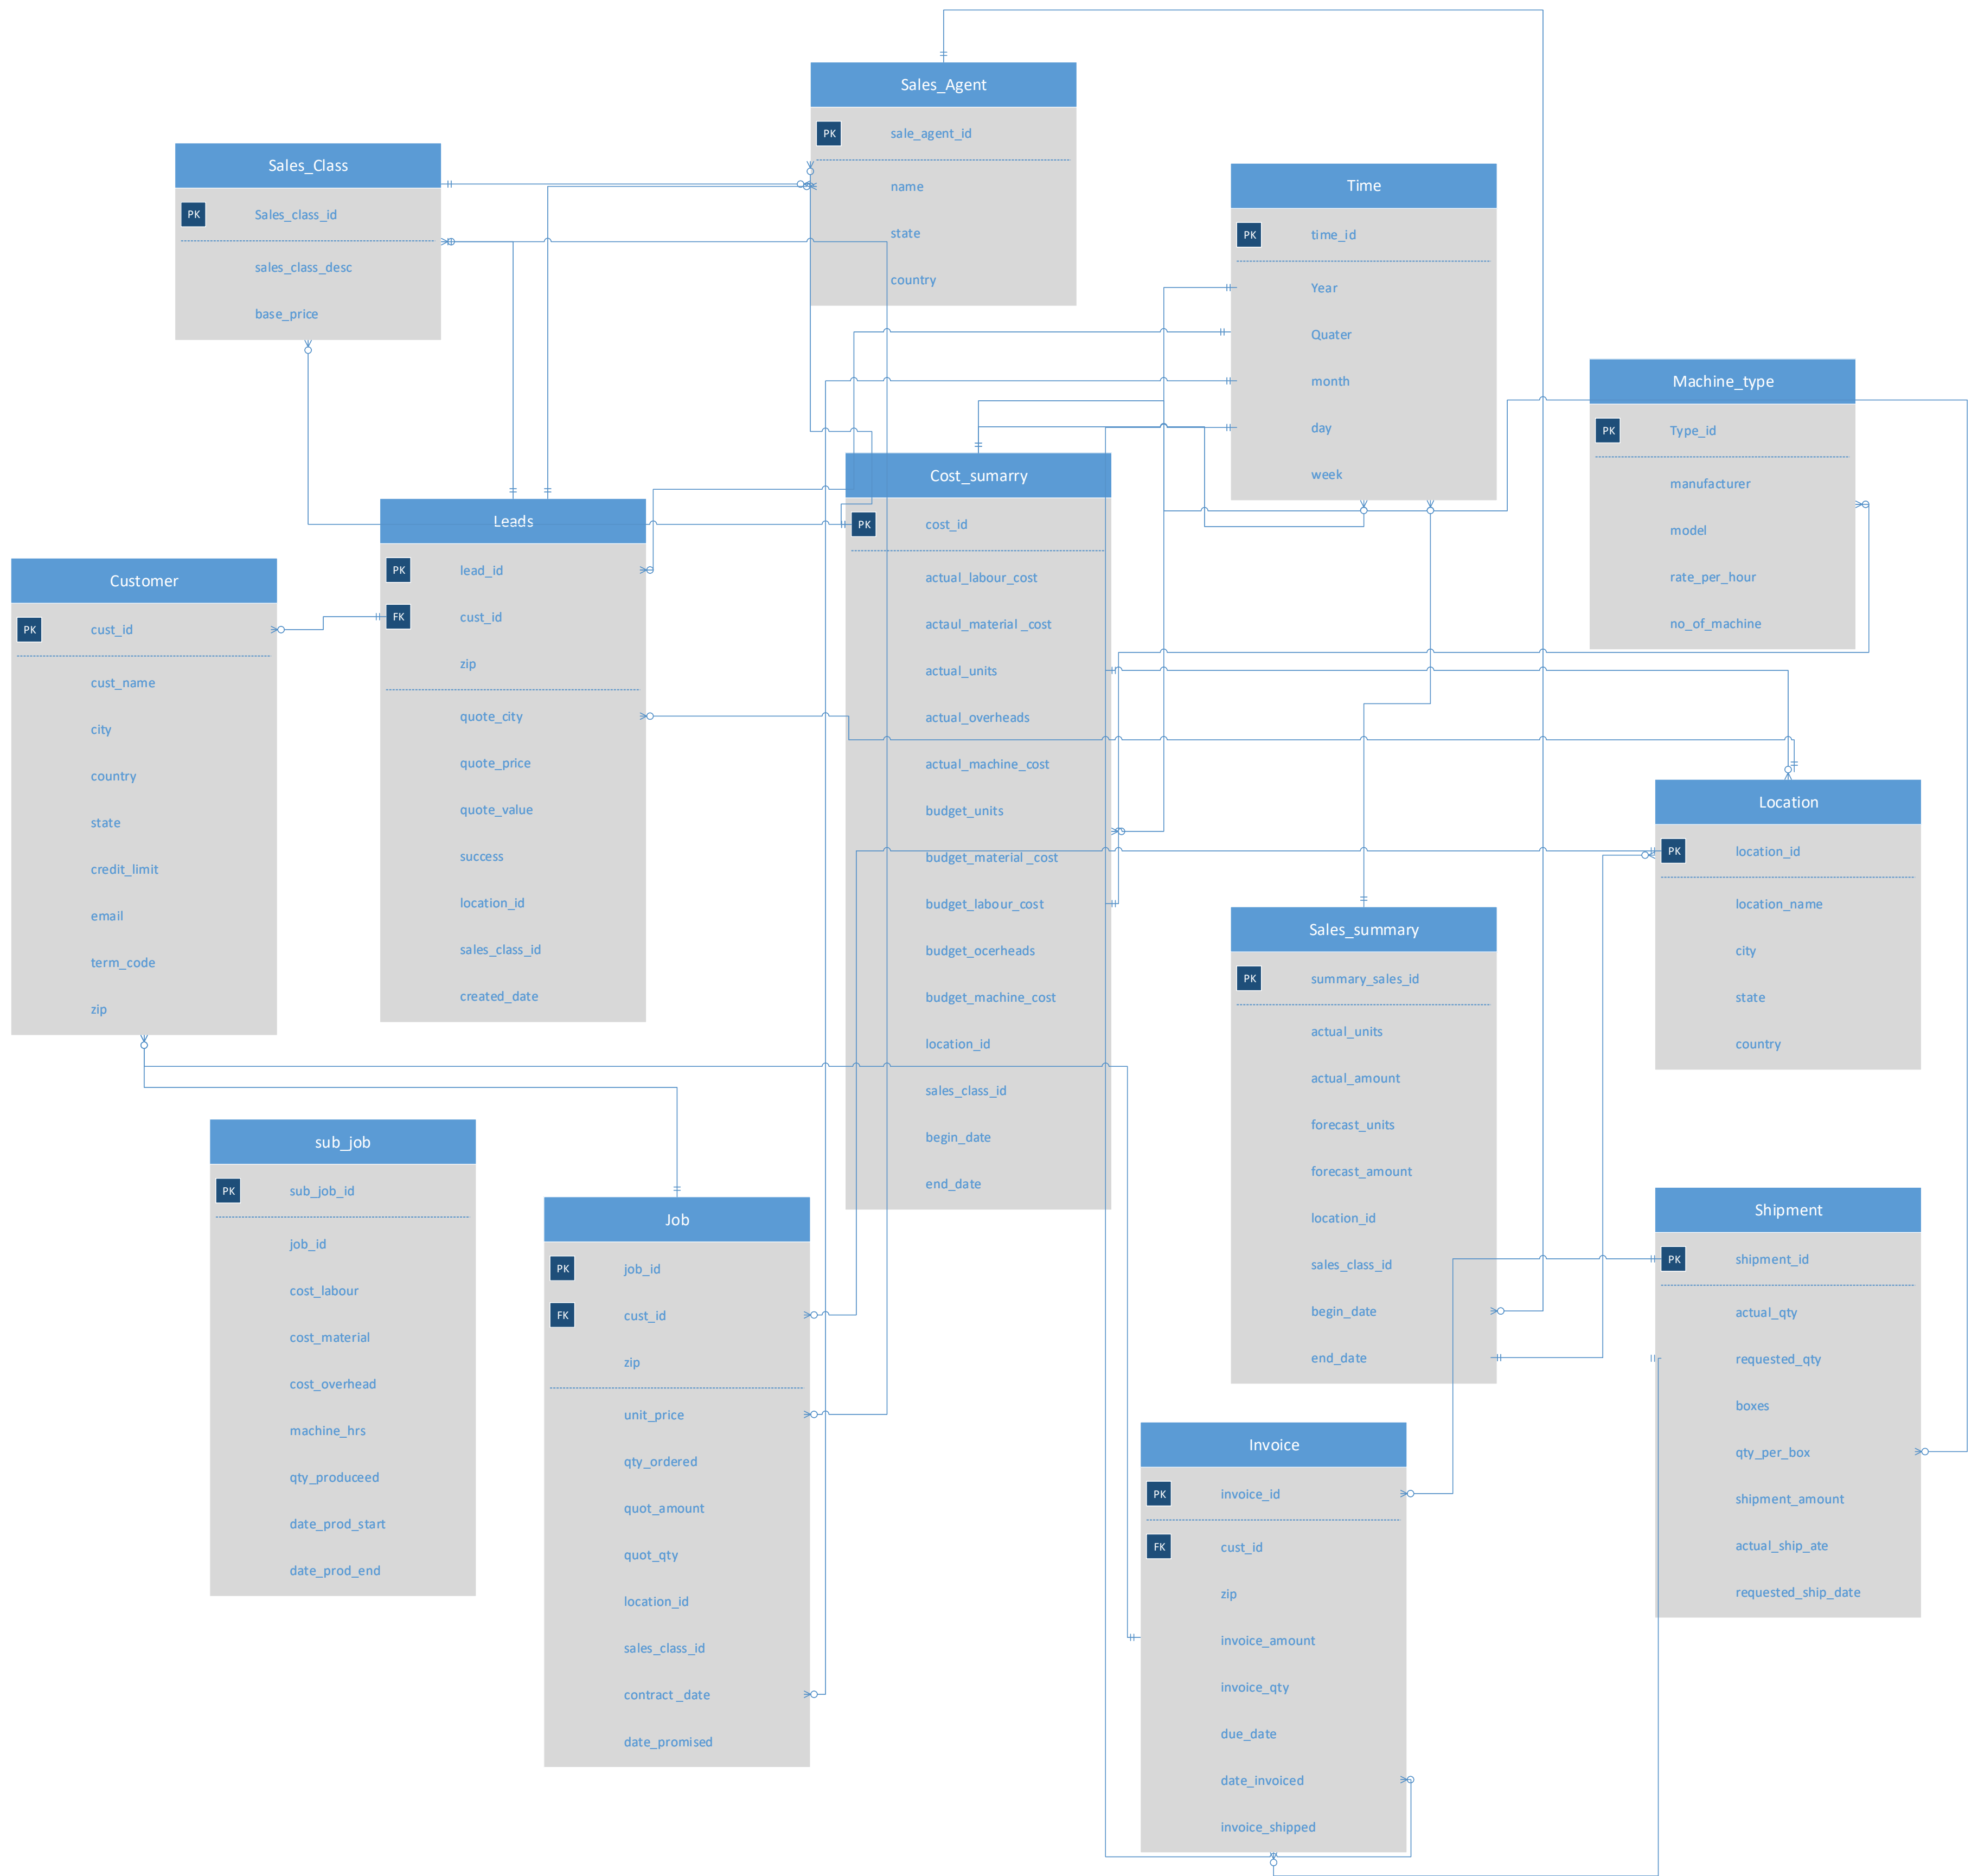 Sales_Agent
PK sale_agent_id
name
state
country
Sales_Class
PK Sales_class_id
sales_class_desc
base_price
Time
PK time_id
Year
Quater
month
day
week
Machine_type
PK Type_id
manufacturer
model
rate_per_hour
no_of_machine
Cost_sumarry
PK cost_id
actual_labour_cost
actaul_material_cost
actual_units
actual_overheads
actual_machine_cost
budget_units
budget_material_cost
budget_labour_cost
budget_ocerheads
budget_machine_cost
location_id
sales_class_id
begin_date
end_date
Leads
PK lead_id
FK cust_id
zip
quote_city
quote_price
quote_value
success
location_id
sales_class_id
created_date
Customer
PK cust_id
cust_name
city
country
state
credit_limit
email
term_code
zip
Location
PK location_id
location_name
city
state
country
Sales_summary
PK summary_sales_id
actual_units
actual_amount
forecast_units
forecast_amount
location_id
sales_class_id
begin_date
end_date
sub_job
PK sub_job_id
job_id
cost_labour
cost_material
cost_overhead
machine_hrs
qty_produceed
date_prod_start
date_prod_end
Job
PK job_id
FK cust_id
zip
unit_price
qty_ordered
quot_amount
quot_qty
location_id
sales_class_id
contract_date
date_promised
Shipment
PK shipment_id
actual_qty
requested_qty
boxes
qty_per_box
shipment_amount
actual_ship_ate
requested_ship_date
Invoice
PK invoice_id
FK cust_id
zip
invoice_amount
invoice_qty
due_date
date_invoiced
invoice_shipped